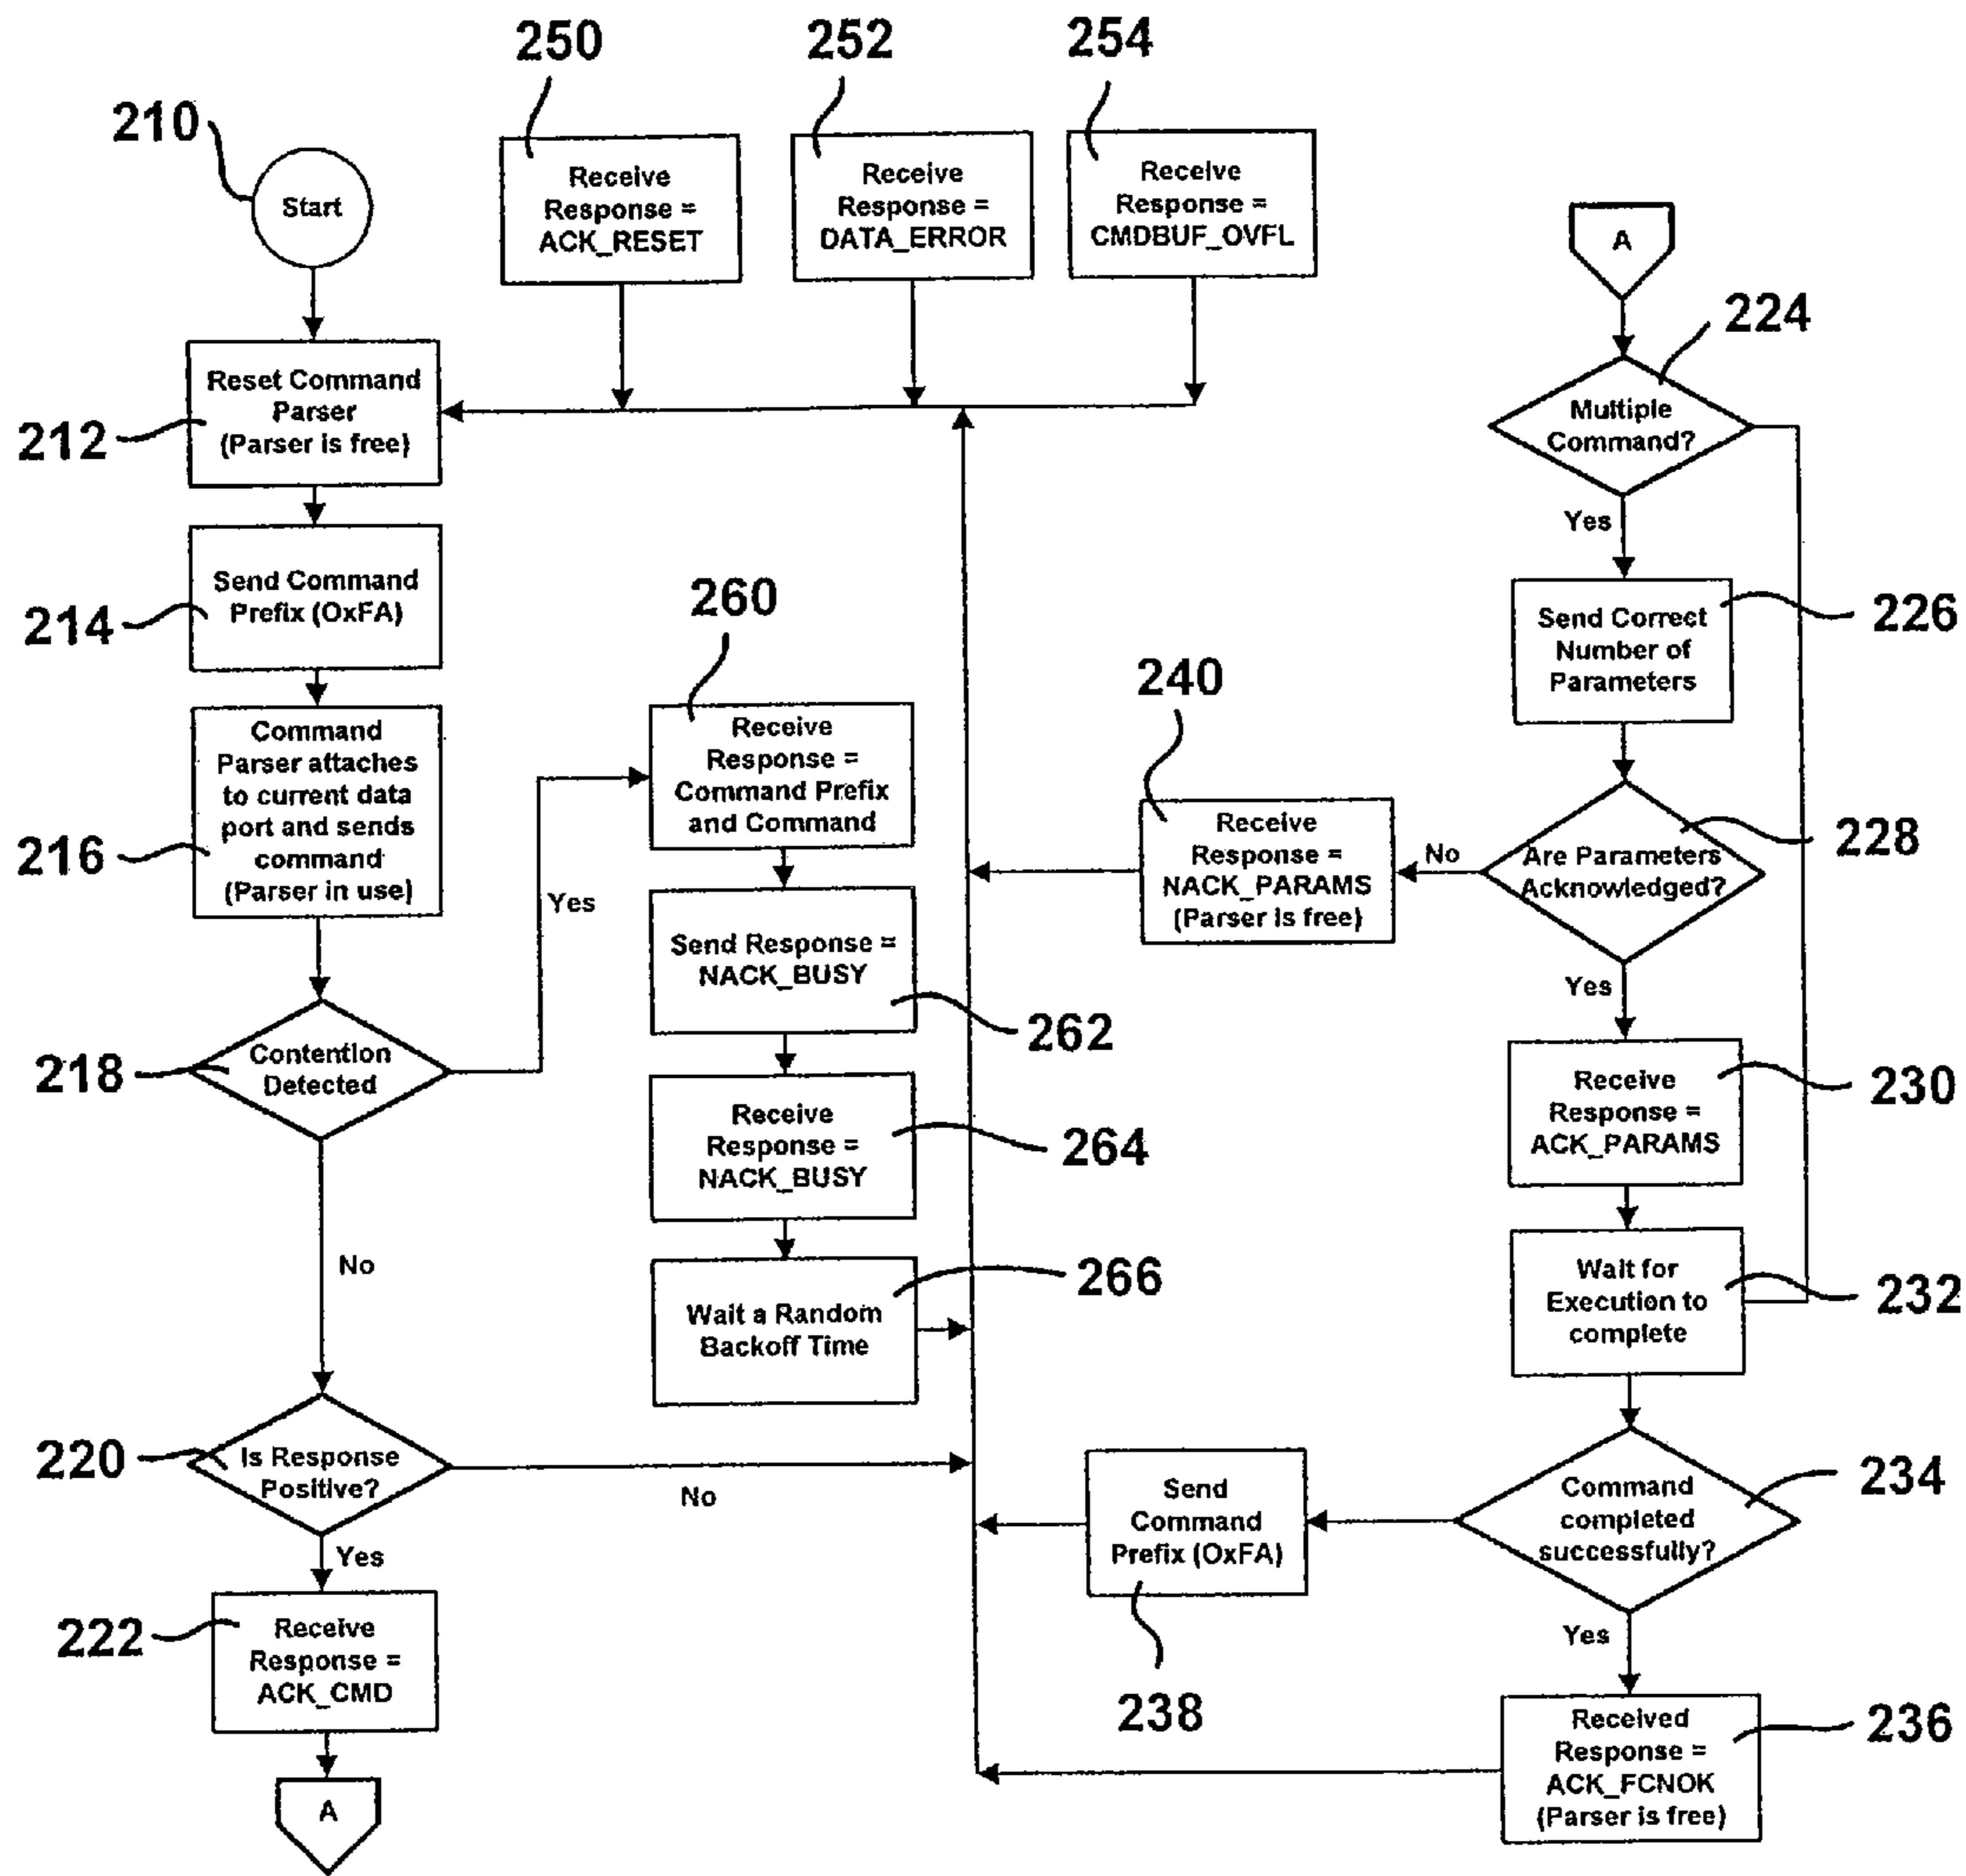 250
252
254
210
Start
Receive
Response =
ACK_RESET
Receive
Response =
DATA_ERROR
Receive
Response =
CMDBUF_OVFL
A
224
Multiple
Command?
Yes
212
Reset Command
Parser
(Parser is free)
214
Send Command
Prefix (OxFA)
216
Command
Parser attaches
to current data
port and sends
command
(Parser in use)
218
Contention
Detected
Yes
No
220
Is Response
Positive?
No
Yes
222
Receive
Response =
ACK_CMD
A
260
Receive
Response =
Command Prefix
and Command
Send Response =
NACK_BUSY
262
Receive
Response =
NACK_BUSY
264
Wait a Random
Backoff Time
266
226
Send Correct
Number of
Parameters
228
Are Parameters
Acknowledged?
No
240
Receive
Response =
NACK_PARAMS
(Parser is free)
Yes
230
Receive
Response =
ACK_PARAMS
232
Wait for
Execution to
complete
234
Command
completed
successfully?
Send
Command
Prefix (OxFA)
238
Yes
236
Received
Response =
ACK_FCNOK
(Parser is free)